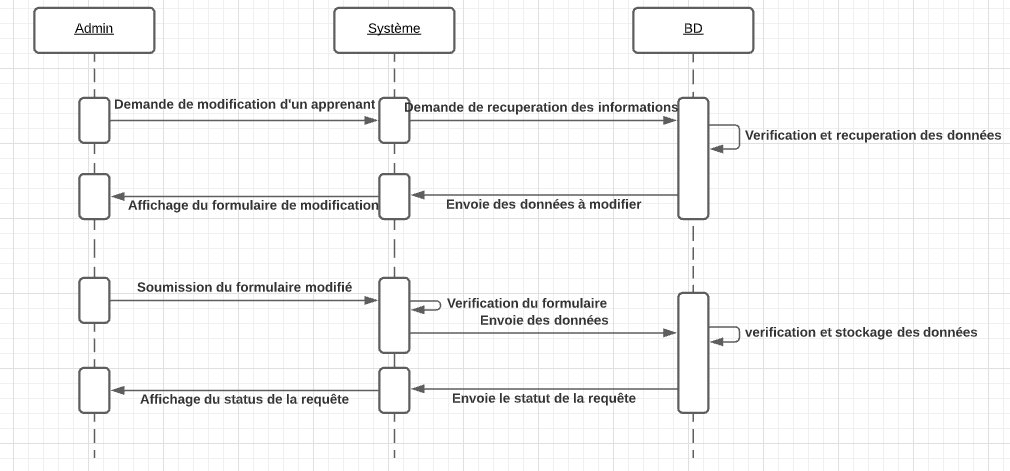 Admin
Système
BD
Demande de modification d'un apprenant
Demande de recuperation des informations
Verification et recuperation des données
Affichage du formulaire de modification
Envoie des données à modifier
Soumission du formulaire modifié
Verification du formulaire
Envoie des données
verification et stockage des données
Affichage du status de la requête
Envoie le statut de la requête